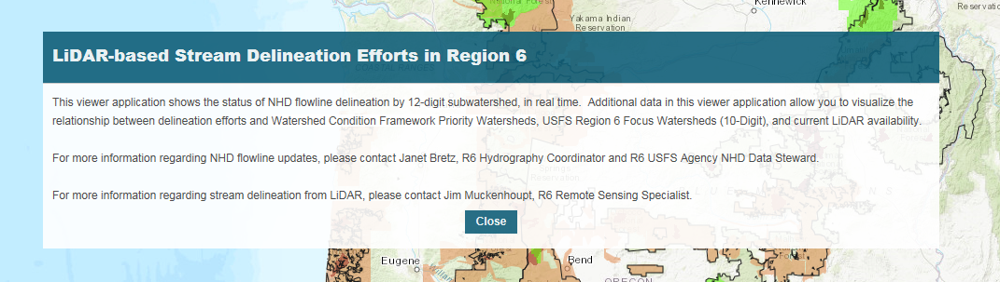 National Forest
Yakama Indian
Reservation
Kennewick
LiDAR-based Stream Delineation Efforts in Region 6
This viewer application shows the status of NHD flowline delineation by 12-digit subwatershed, in real time. Additional data in this viewer application allow you to visualize the
relationship between delineation efforts and Watershed Condition Framework Priority Watersheds, USFS Region 6 Focus Watersheds (10-Digit), and current LiDAR availability.
For more information regarding NHD flowline updates, please contact Janet Bretz, R6 Hydrography Coordinator and R6 USFS Agency NHD Data Steward.
For more information regarding stream delineation from LiDAR, please contact Jim Muckenhoupt, R6 Remote Sensing Specialist.
Close
Eugene
Bend
OREGON